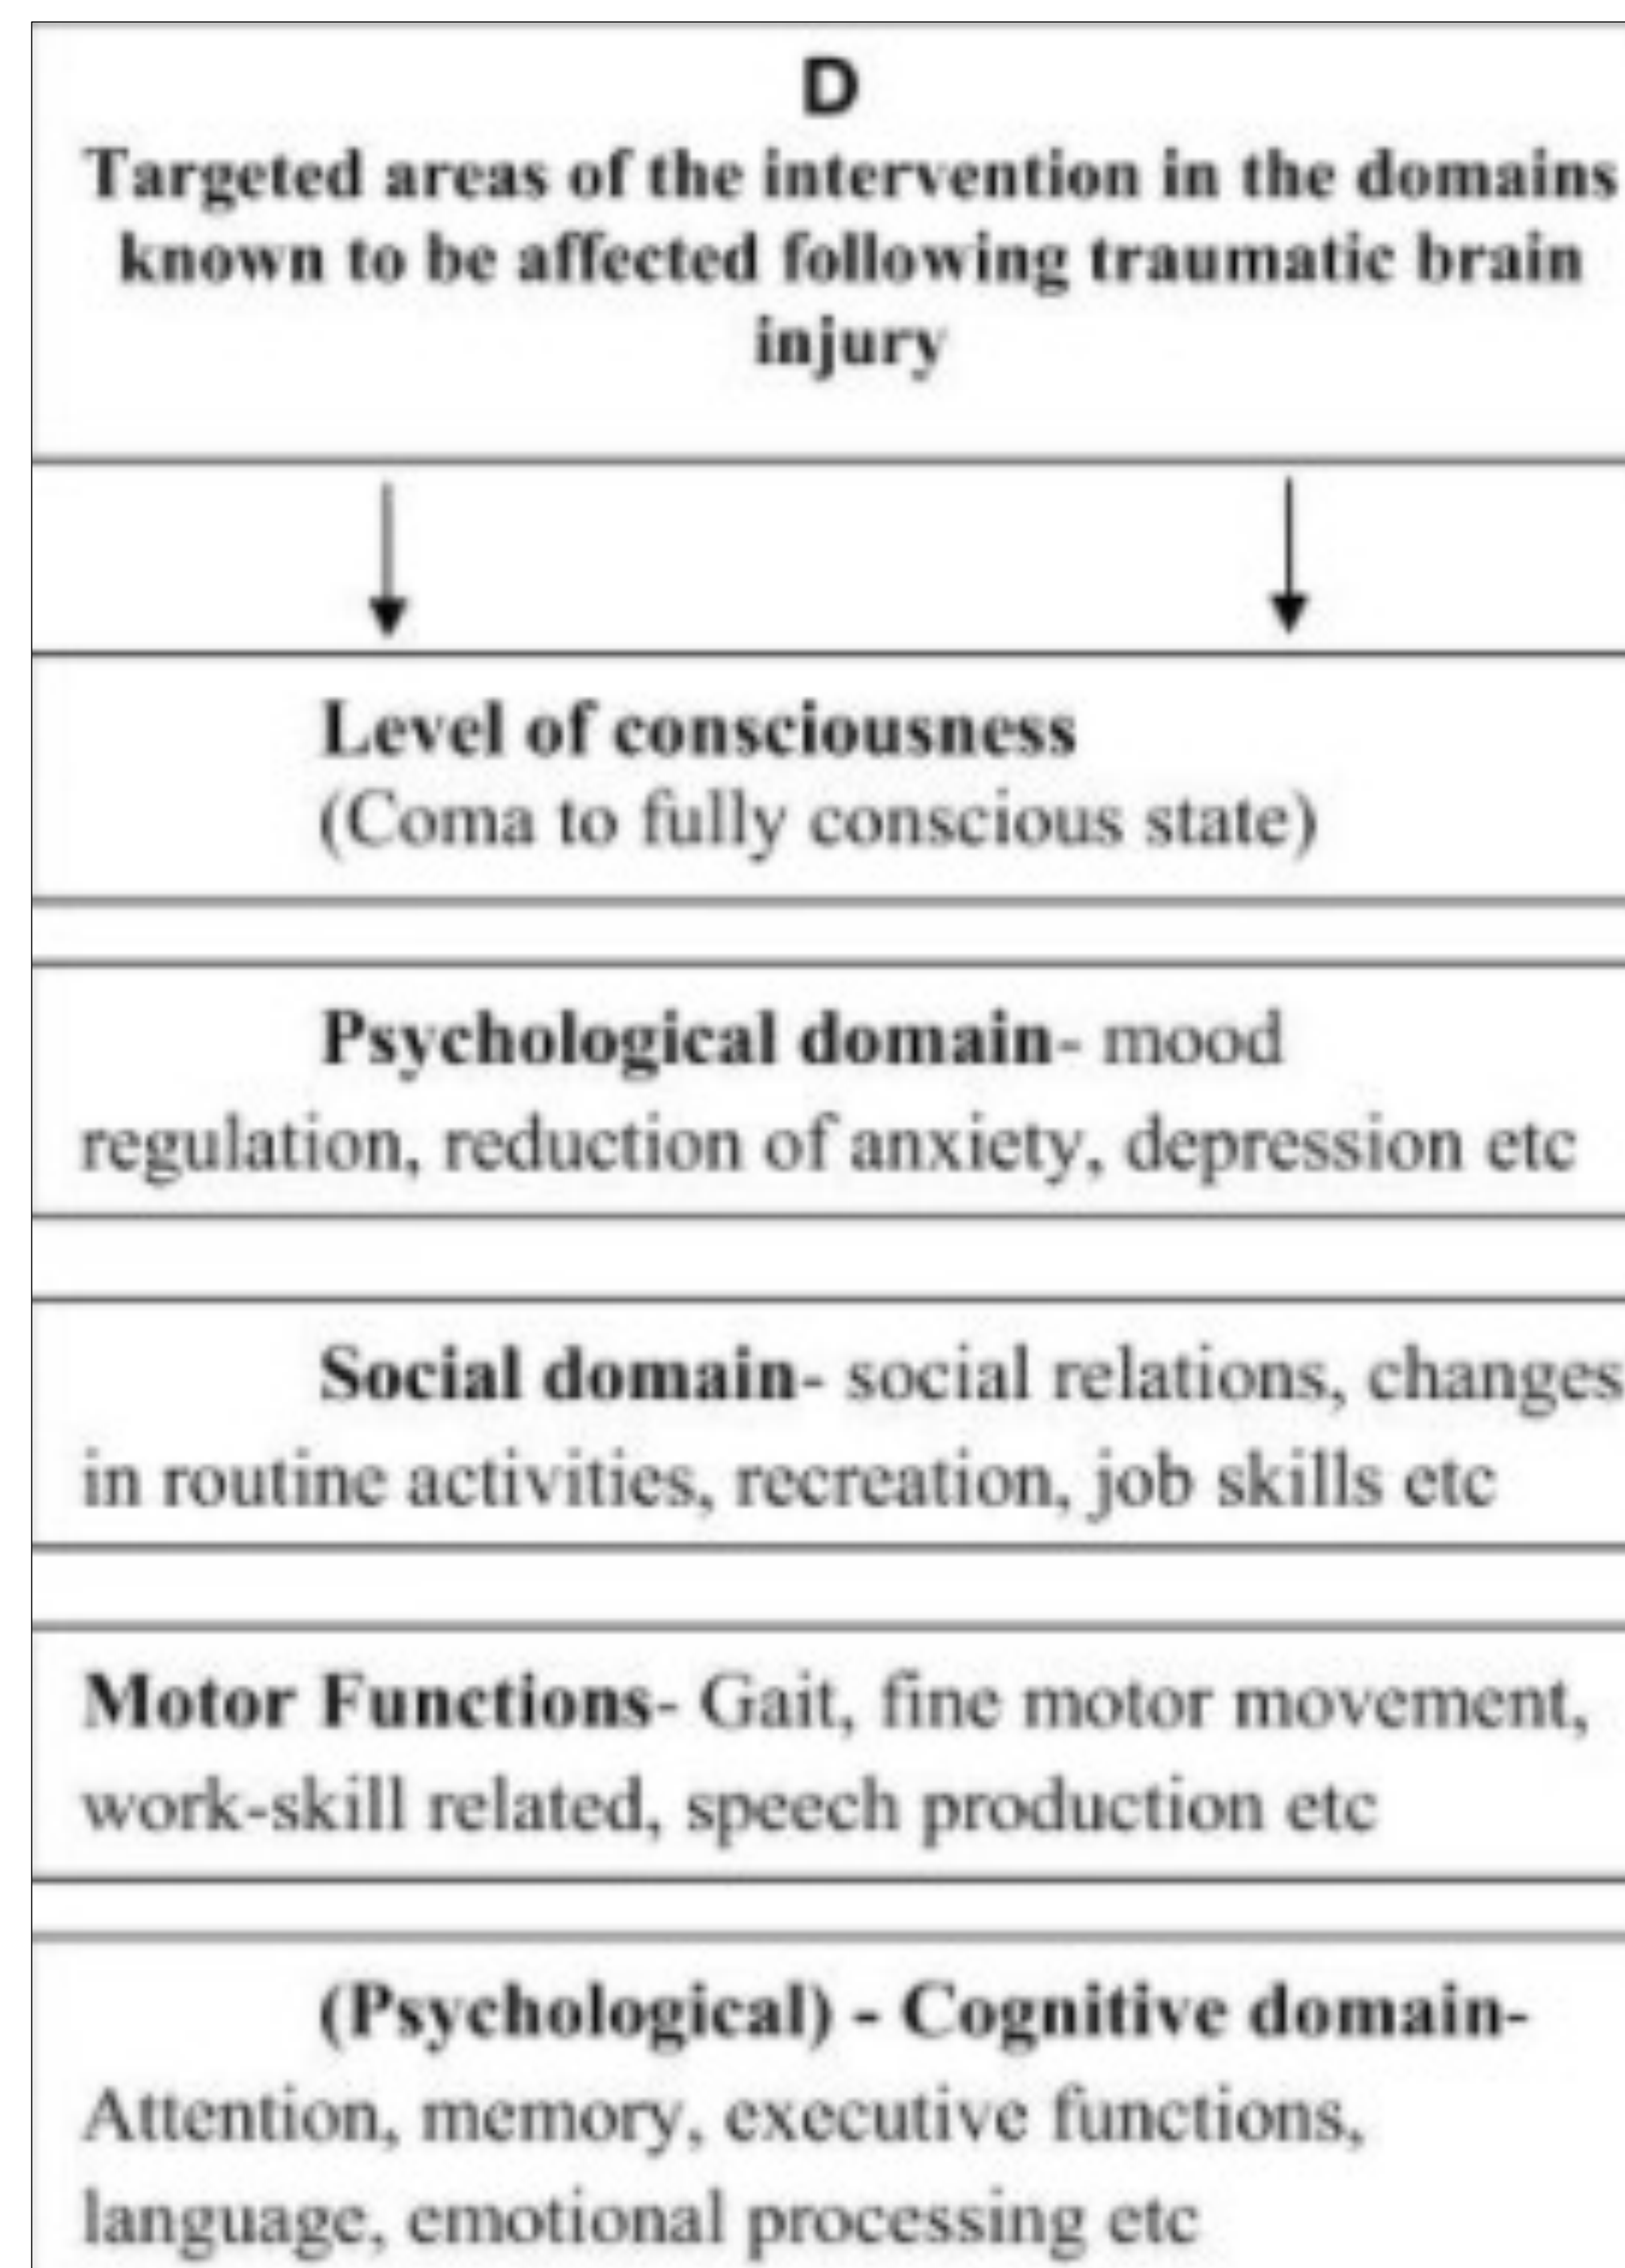 D
Targeted areas of the intervention in the domains
known to be affected following traumatic brain
injury
Level of consciousness
(Coma to fully conscious state)
Psychological domain- mood
regulation, reduction of anxiety, depression etc
Social domain- social relations, changes
in routine activities, recreation, job skills etc
Motor Functions- Gait, fine motor movement,
work-skill related, speech production etc
(Psychological) - Cognitive domain-
Attention, memory, executive functions,
language, emotional processing etc